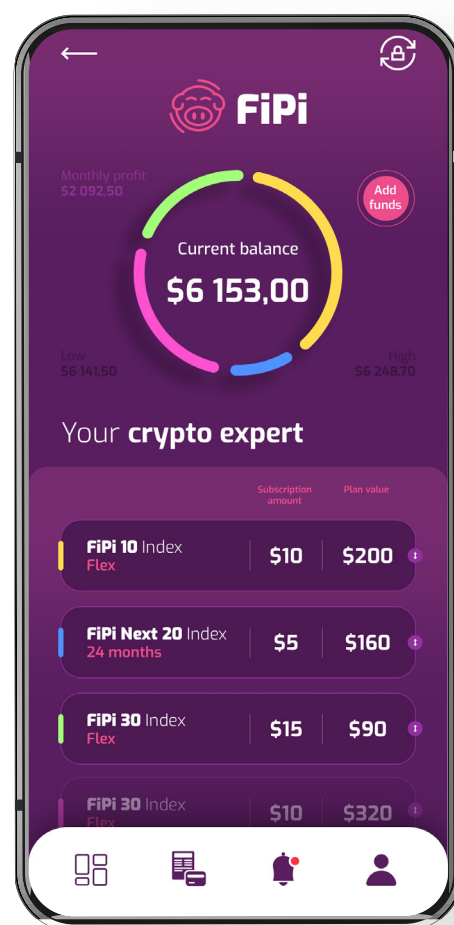 FiPi
Monthly profit
$2 092,50
Add
funds
Current balance
$6 153,00
Low
$6 141,50
High
$6 248,70
Your crypto expert
Subscription
amount
Plan value
FiPi 10 Index
Flex
$10
$200
FiPi Next 20 Index
24 months
$5
$160
FiPi 30 Index
Flex
$15
$90
FiPi 30 Index
Flex
$10
$320